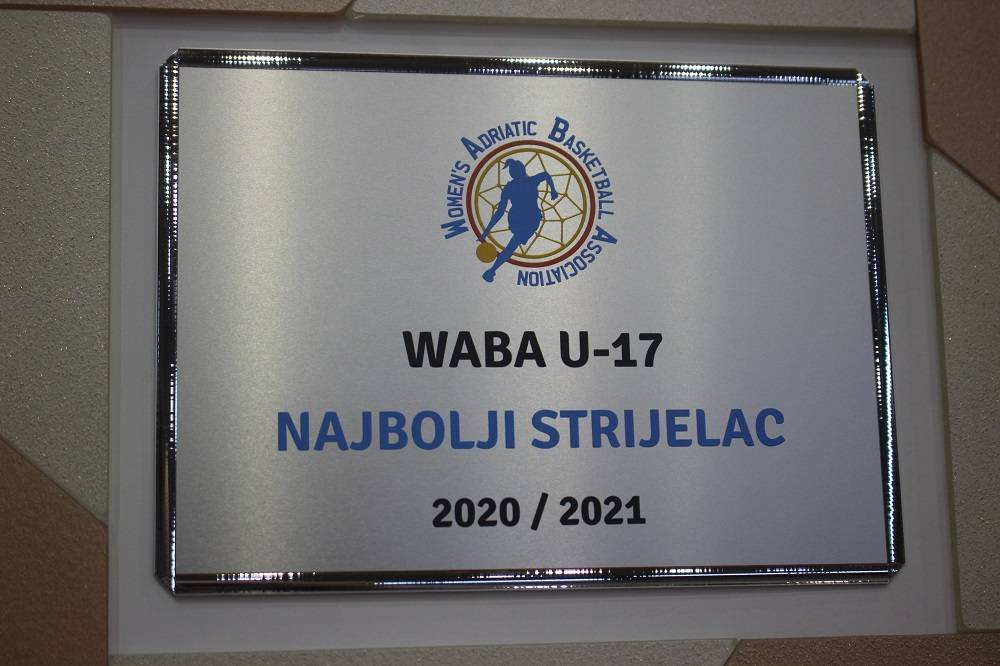 WOMEN'S ADRIATIC BASKETBALL ASSOCIATION
WABA U-17
NAJBOLJI STRIJELAC
2020 / 2021